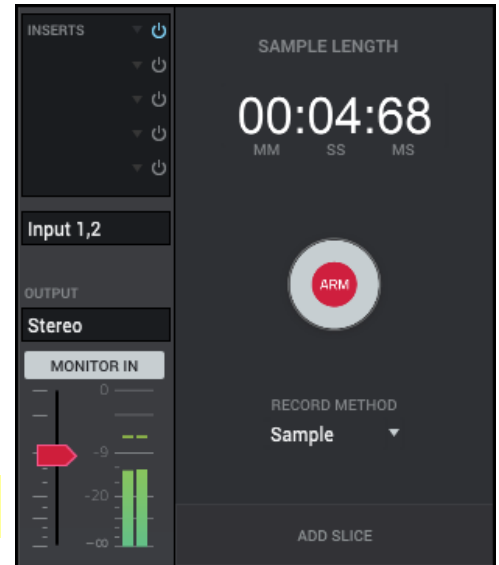 INSERTS
Input 1,2
OUTPUT
Stereo
MONITOR IN
0
-9
-20
-∞
SAMPLE LENGTH
00:04:68
MM SS MS
ARM
RECORD METHOD
Sample
ADD SLICE